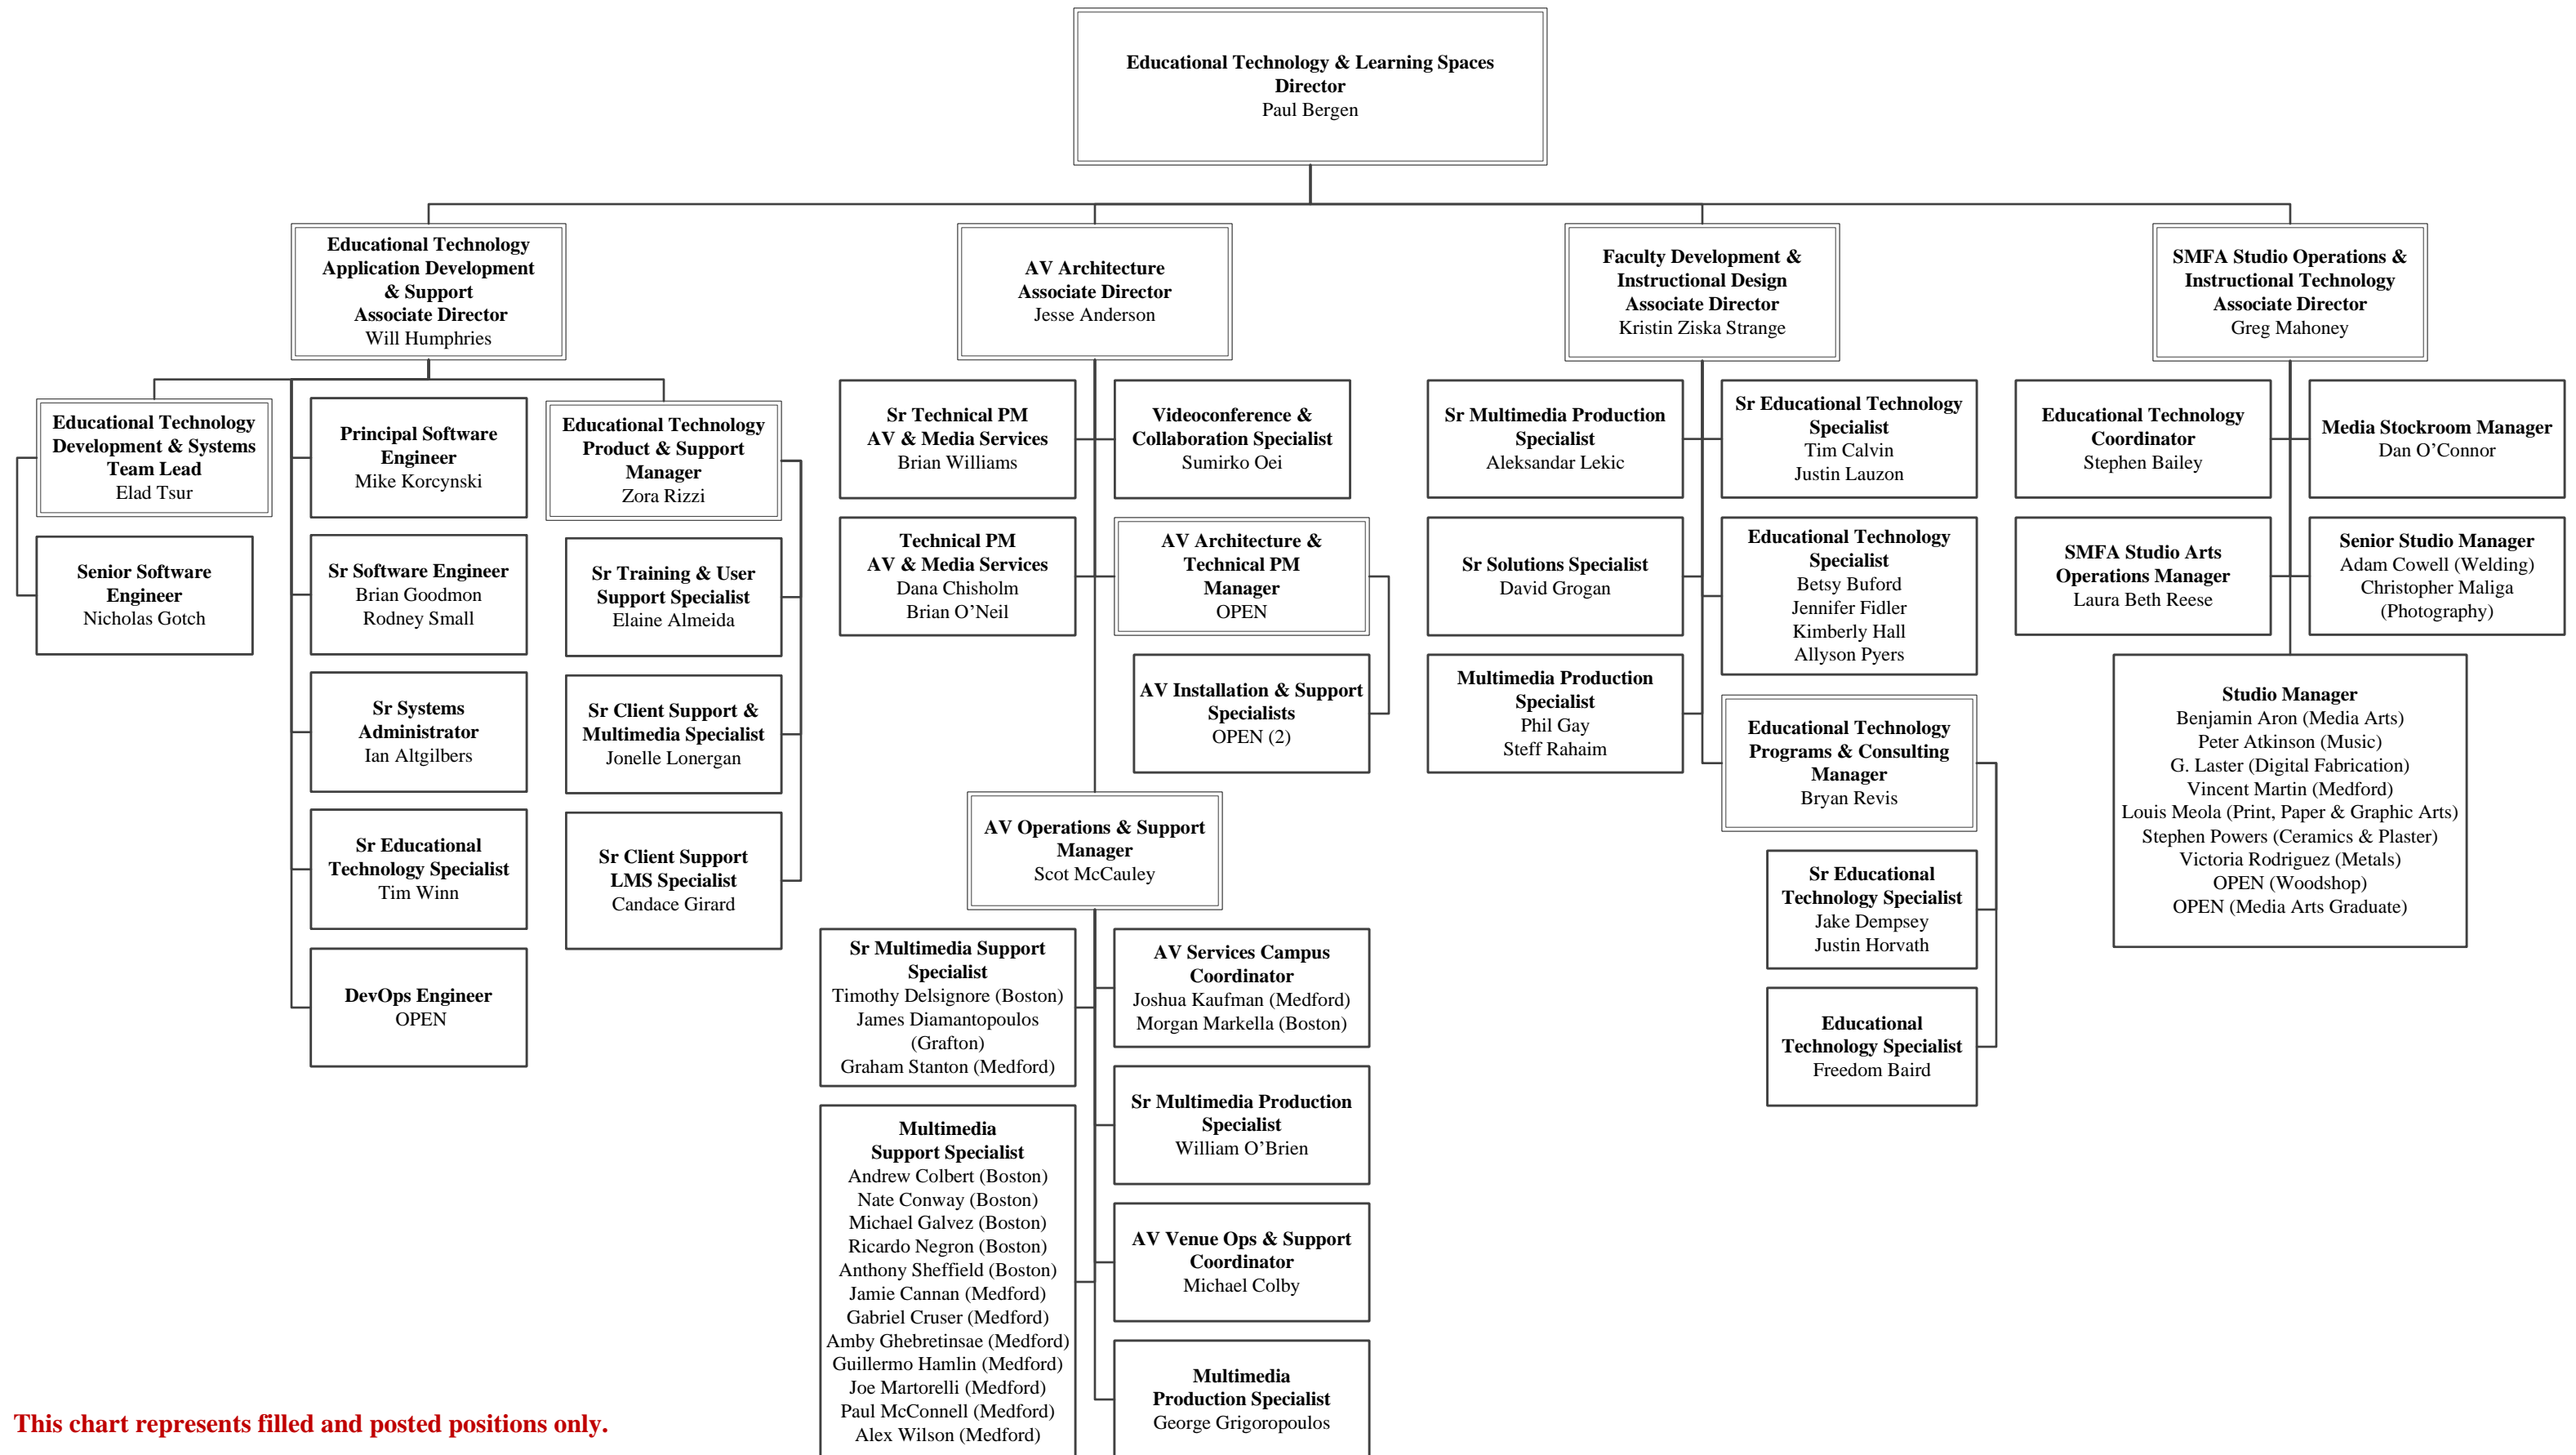 Educational Technology & Learning Spaces
Director
Paul Bergen
Educational Technology
Application Development
& Support
Associate Director
Will Humphries
AV Architecture
Associate Director
Jesse Anderson
Faculty Development &
Instructional Design
Associate Director
Kristin Ziska Strange
SMFA Studio Operations &
Instructional Technology
Associate Director
Greg Mahoney
Educational Technology
Development & Systems
Team Lead
Elad Tsur
Senior Software
Engineer
Nicholas Gotch
Principal Software
Engineer
Mike Korcynski
Sr Software Engineer
Brian Goodmon
Rodney Small
Sr Systems
Administrator
Ian Altgilbers
Sr Educational
Technology Specialist
Tim Winn
DevOps Engineer
OPEN
Educational Technology
Product & Support
Manager
Zora Rizzi
Sr Training & User
Support Specialist
Elaine Almeida
Sr Client Support &
Multimedia Specialist
Jonelle Lonergan
Sr Client Support
LMS Specialist
Candace Girard
Sr Technical PM
AV & Media Services
Brian Williams
Videoconference &
Collaboration Specialist
Sumirko Oei
Technical PM
AV & Media Services
Dana Chisholm
Brian O’Neil
AV Architecture &
Technical PM
Manager
OPEN
AV Installation & Support
Specialists
OPEN (2)
AV Operations & Support
Manager
Scot McCauley
Sr Multimedia Support
Specialist
Timothy Delsignore (Boston)
James Diamantopoulos
(Grafton)
Graham Stanton (Medford)
Multimedia
Support Specialist
Andrew Colbert (Boston)
Nate Conway (Boston)
Michael Galvez (Boston)
Ricardo Negron (Boston)
Anthony Sheffield (Boston)
Jamie Cannan (Medford)
Gabriel Cruser (Medford)
Amby Ghebretinsae (Medford)
Guillermo Hamlin (Medford)
Joe Martorelli (Medford)
Paul McConnell (Medford)
Alex Wilson (Medford)
AV Services Campus
Coordinator
Joshua Kaufman (Medford)
Morgan Markella (Boston)
Sr Multimedia Production
Specialist
William O’Brien
AV Venue Ops & Support
Coordinator
Michael Colby
Multimedia
Production Specialist
George Grigoropoulos
Sr Multimedia Production
Specialist
Aleksandar Lekic
Sr Educational Technology
Specialist
Tim Calvin
Justin Lauzon
Sr Solutions Specialist
David Grogan
Educational Technology
Specialist
Betsy Buford
Jennifer Fidler
Kimberly Hall
Allyson Pyers
Multimedia Production
Specialist
Phil Gay
Steff Rahaim
Educational Technology
Programs & Consulting
Manager
Bryan Revis
Sr Educational
Technology Specialist
Jake Dempsey
Justin Horvath
Educational
Technology Specialist
Freedom Baird
Educational Technology
Coordinator
Stephen Bailey
Media Stockroom Manager
Dan O’Connor
SMFA Studio Arts
Operations Manager
Laura Beth Reese
Senior Studio Manager
Adam Cowell (Welding)
Christopher Maliga
(Photography)
Studio Manager
Benjamin Aron (Media Arts)
Peter Atkinson (Music)
G. Laster (Digital Fabrication)
Vincent Martin (Medford)
Louis Meola (Print, Paper & Graphic Arts)
Stephen Powers (Ceramics & Plaster)
Victoria Rodriguez (Metals)
OPEN (Woodshop)
OPEN (Media Arts Graduate)
This chart represents filled and posted positions only.